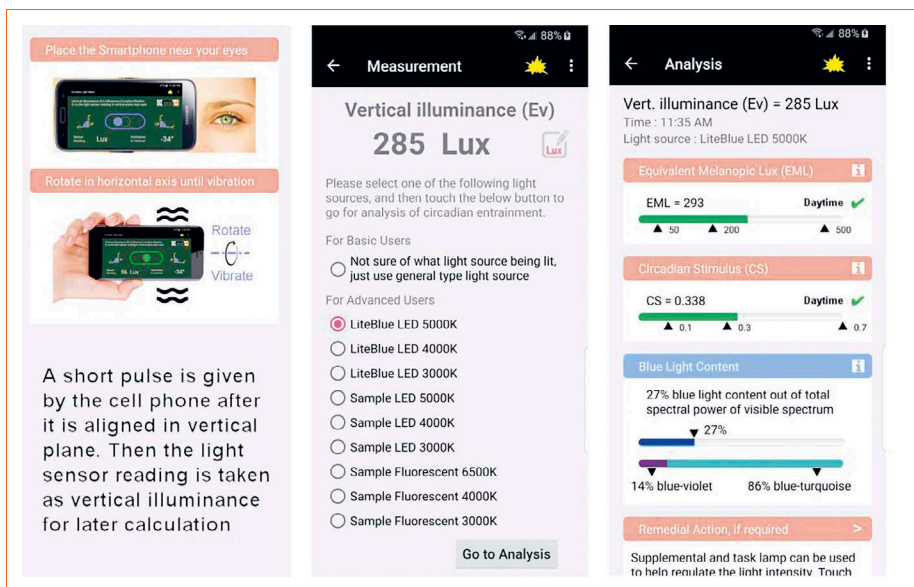 Place the Smartphone near your eyes
Lux
-34°
Rotate in horizontal axis until vibration
56 Lux
-34°
Rotate
Vibrate
A short pulse is given
by the cell phone after
it is aligned in vertical
plane. Then the light
sensor reading is taken
as vertical illuminance
for later calculation
88%
Measurement
Vertical illuminance (Ev)
285 Lux
Lux
Please select one of the following light
sources, and then touch the below button to
go for analysis of circadian entrainment.
For Basic Users
Not sure of what light source being lit,
just use general type light source
For Advanced Users
LiteBlue LED 5000K
LiteBlue LED 4000K
LiteBlue LED 3000K
Sample LED 5000K
Sample LED 4000K
Sample LED 3000K
Sample Fluorescent 6500K
Sample Fluorescent 4000K
Sample Fluorescent 3000K
Go to Analysis
88%
Analysis
Vert. illuminance (Ev) = 285 Lux
Time : 11:35 AM
Light source : LiteBlue LED 5000K
Equivalent Melanopic Lux (EML)
EML = 293 Daytime
50 200 500
Circadian Stimulus (CS)
CS = 0.338 Daytime
0.1 0.3 0.7
Blue Light Content
27% blue light content out of total
spectral power of visible spectrum
27%
14% blue-violet 86% blue-turquoise
Remedial Action, if required >
Supplemental and task lamp can be used
to help regulate the light intensity. Touch